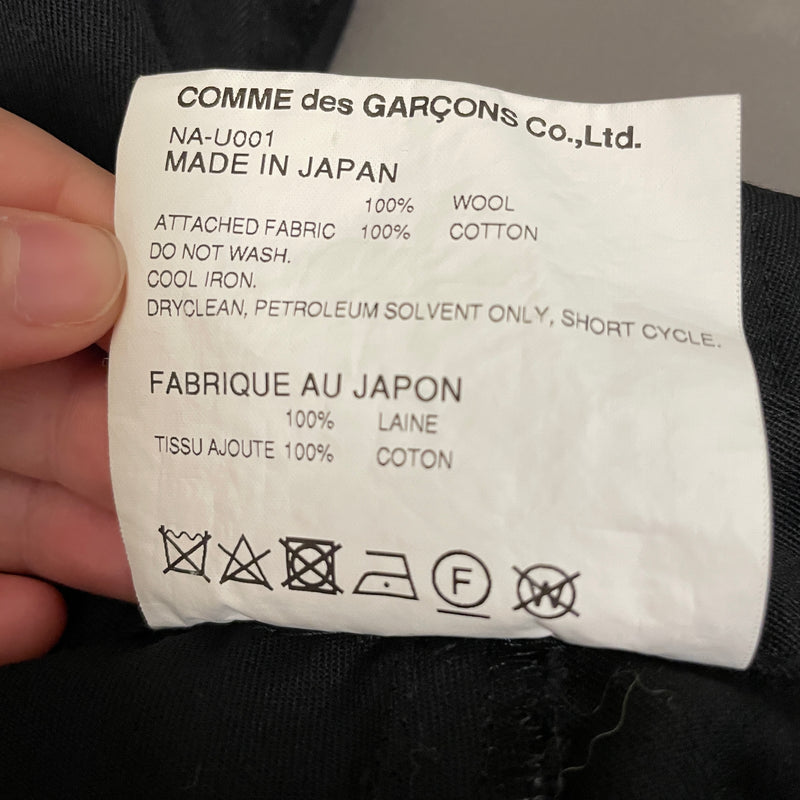 COMME des GARÇONS Co.,Ltd.
NA-U001
MADE IN JAPAN
100% WOOL
ATTACHED FABRIC 100% COTTON
DO NOT WASH.
COOL IRON.
DRYCLEAN, PETROLEUM SOLVENT ONLY, SHORT CYCLE.
FABRIQUE AU JAPON
100% LAINE
TISSU AJOUTE 100% COTON
F W